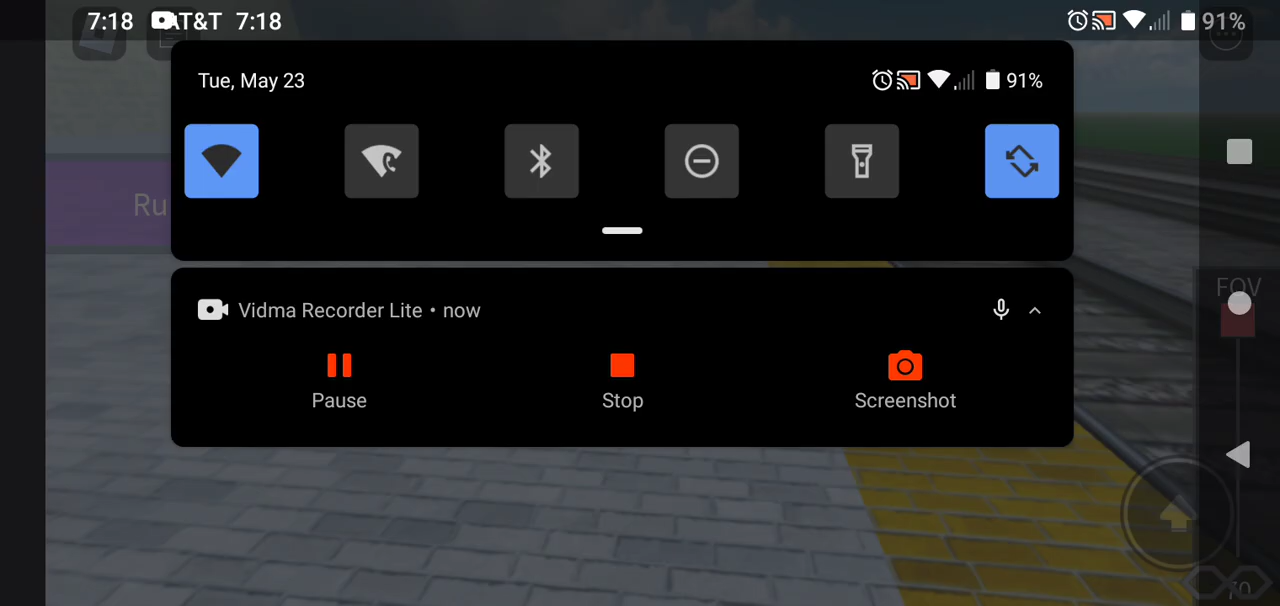 7:18 AT&T 7:18 91%
Tue, May 23 91%
Ru
FOV
Vidma Recorder Lite • now
Pause Stop Screenshot
70